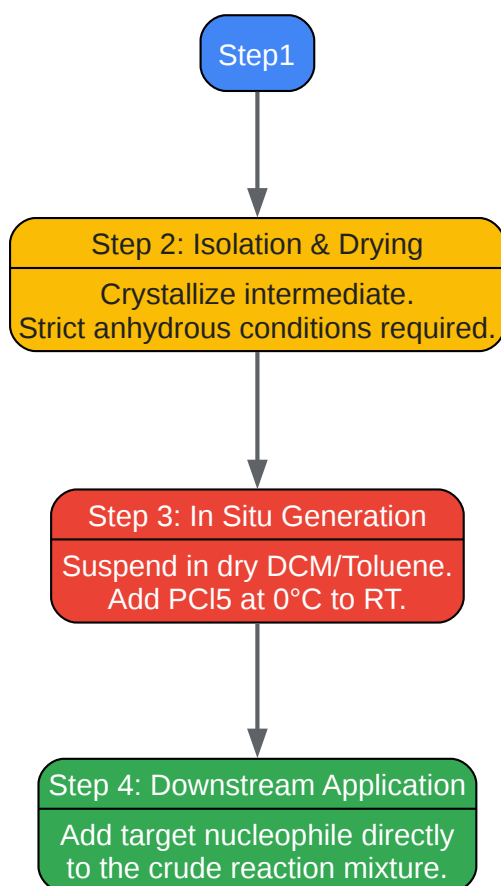 Step1
Step 2: Isolation & Drying
Crystallize intermediate.
Strict anhydrous conditions required.
Step 3: In Situ Generation
Suspend in dry DCM/Toluene.
Add PCl5 at 0°C to RT.
Step 4: Downstream Application
Add target nucleophile directly
to the crude reaction mixture.